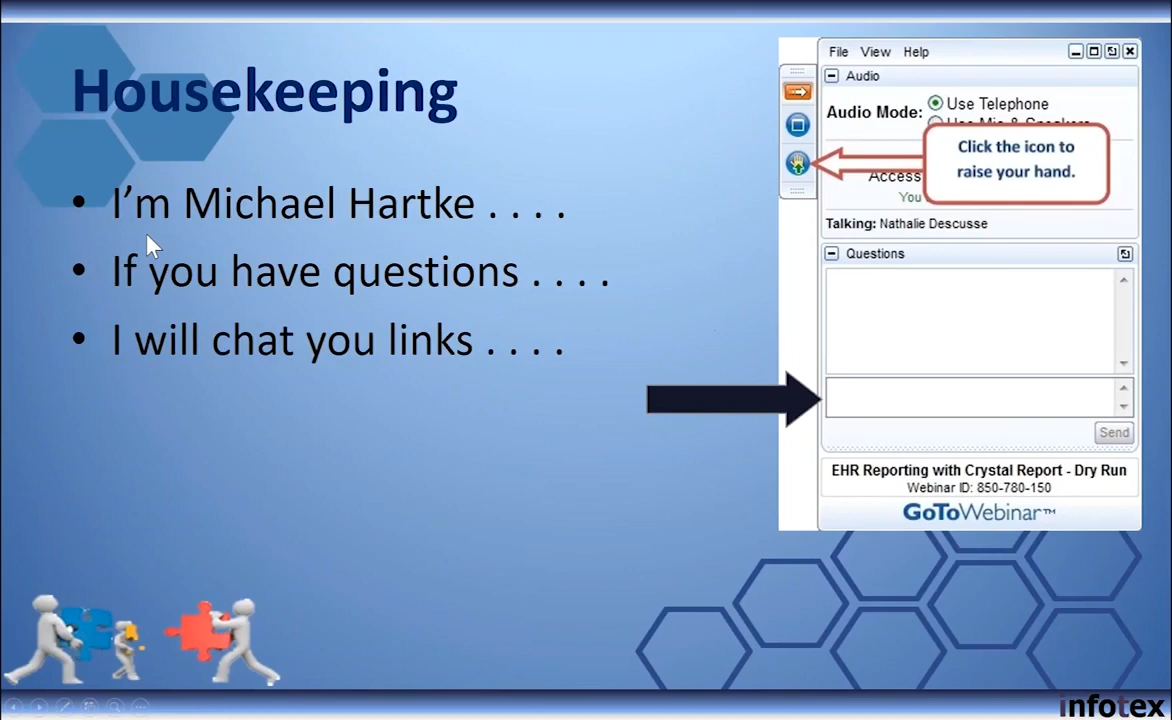 Housekeeping
• I’m Michael Hartke . . . .
• If you have questions . . . .
• I will chat you links . . . .
File View Help
Audio
Audio Mode: Use Telephone
Click the icon to
raise your hand.
Access
You
Talking: Nathalie Descusse
Questions
Send
EHR Reporting with Crystal Report - Dry Run
Webinar ID: 850-780-150
GoToWebinar™
infotex